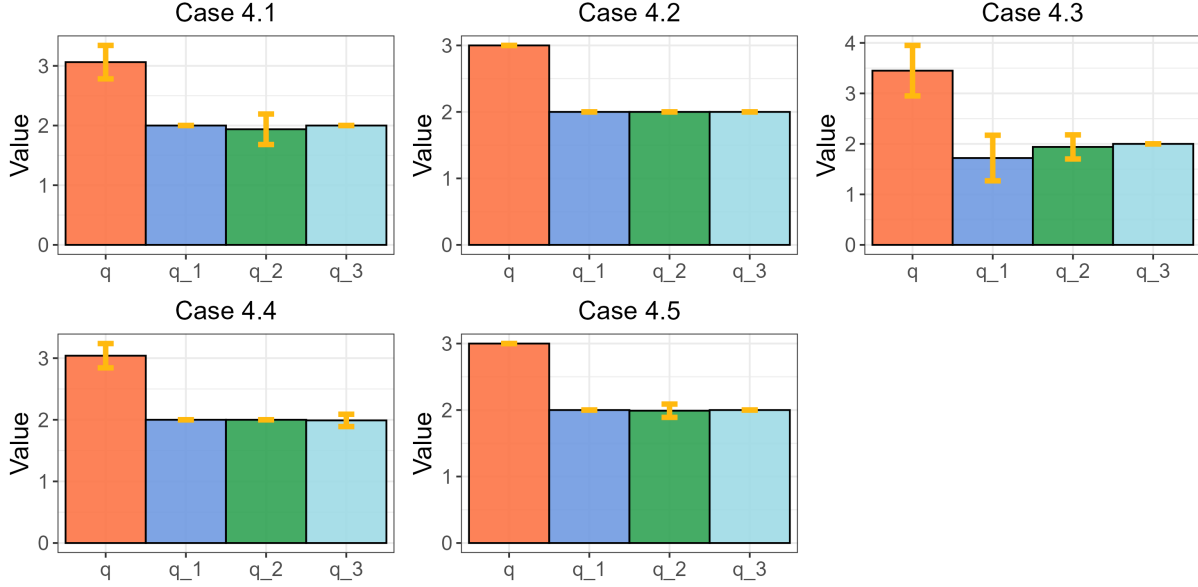 Case 4.1
Value
3
2
1
0
q q_1 q_2 q_3
Case 4.2
Value
3
2
1
0
q q_1 q_2 q_3
Case 4.3
Value
4
3
2
1
0
q q_1 q_2 q_3
Case 4.4
Value
3
2
1
0
q q_1 q_2 q_3
Case 4.5
Value
3
2
1
0
q q_1 q_2 q_3